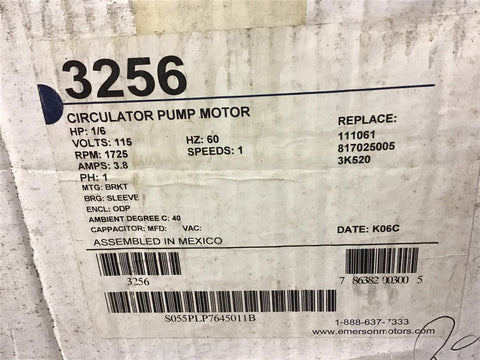 3256
CIRCULATOR PUMP MOTOR
HP: 1/6
VOLTS: 115 HZ: 60
RPM: 1725 SPEEDS: 1
AMPS: 3.8
PH: 1
MTG: BRKT
BRG: SLEEVE
ENCL: ODP
AMBIENT DEGREE C: 40
CAPPACITOR: MFD: VAC:
ASSEMBLED IN MEXICO
REPLACE:
111061
817025005
3K520
DATE: K06C
3256
7 86382 00300 5
S055PLP7645011B
1-888-637-7333
www.emersonmotors.com